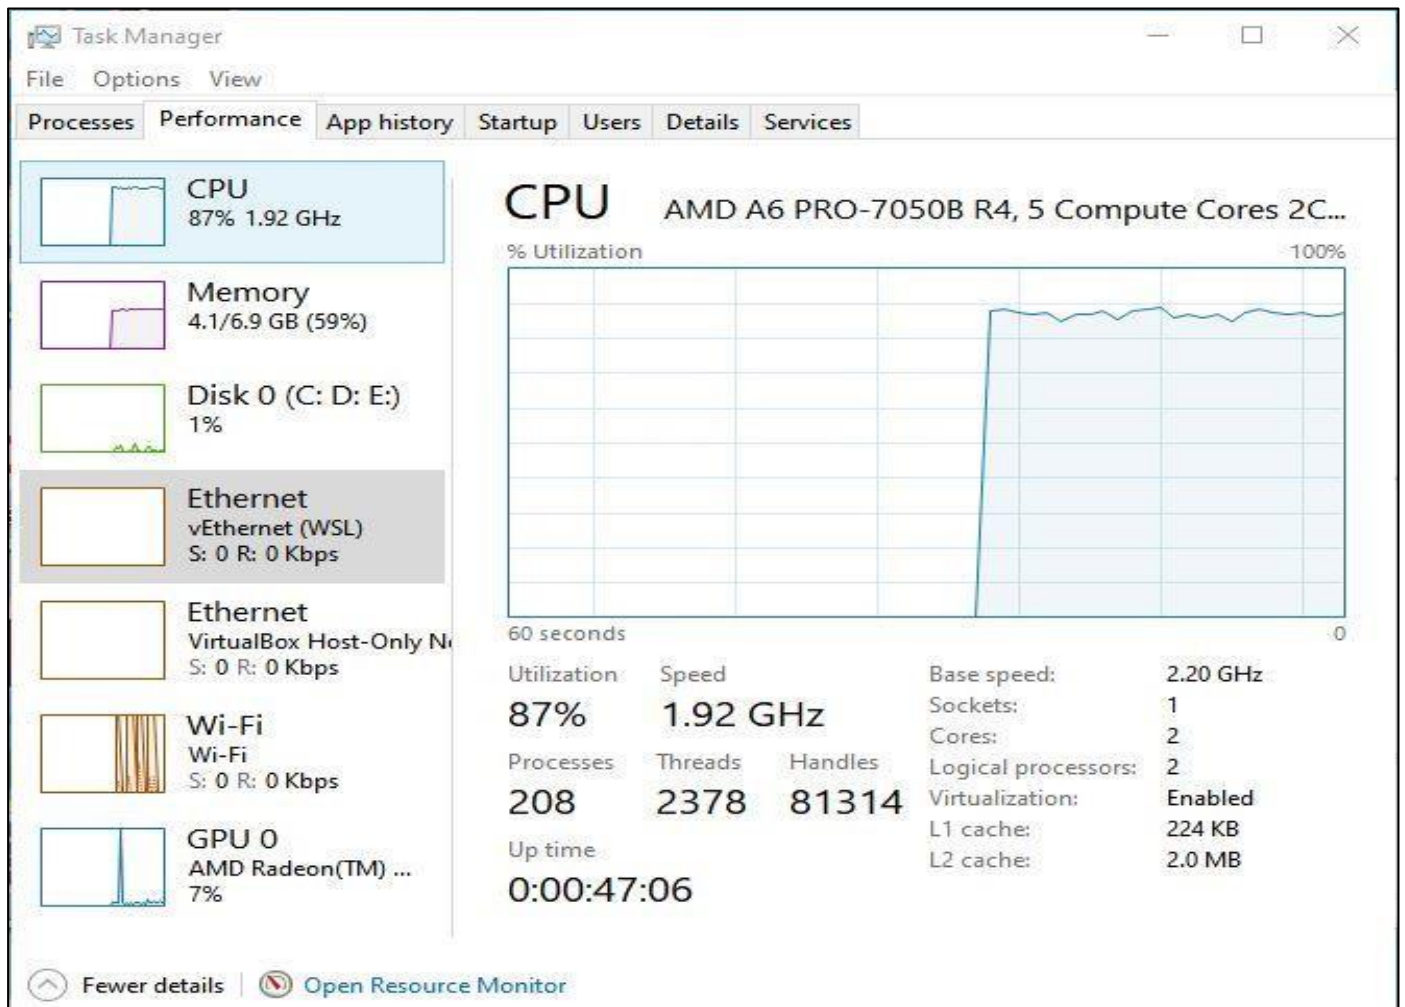 Task Manager
File Options View
Processes Performance App history Startup Users Details Services
CPU
87% 1.92 GHz
Memory
4.1/6.9 GB (59%)
Disk 0 (C: D: E:)
1%
Ethernet
vEthernet (WSL)
S: 0 R: 0 Kbps
Ethernet
VirtualBox Host-Only Ne
S: 0 R: 0 Kbps
Wi-Fi
Wi-Fi
S: 0 R: 0 Kbps
GPU 0
AMD Radeon(TM) ...
7%
CPU AMD A6 PRO-7050B R4, 5 Compute Cores 2C...
% Utilization 100%
60 seconds 0
Utilization Speed
87% 1.92 GHz
Processes Threads Handles
208 2378 81314
Up time
0:00:47:06
Base speed: 2.20 GHz
Sockets: 1
Cores: 2
Logical processors: 2
Virtualization: Enabled
L1 cache: 224 KB
L2 cache: 2.0 MB
Fewer details Open Resource Monitor